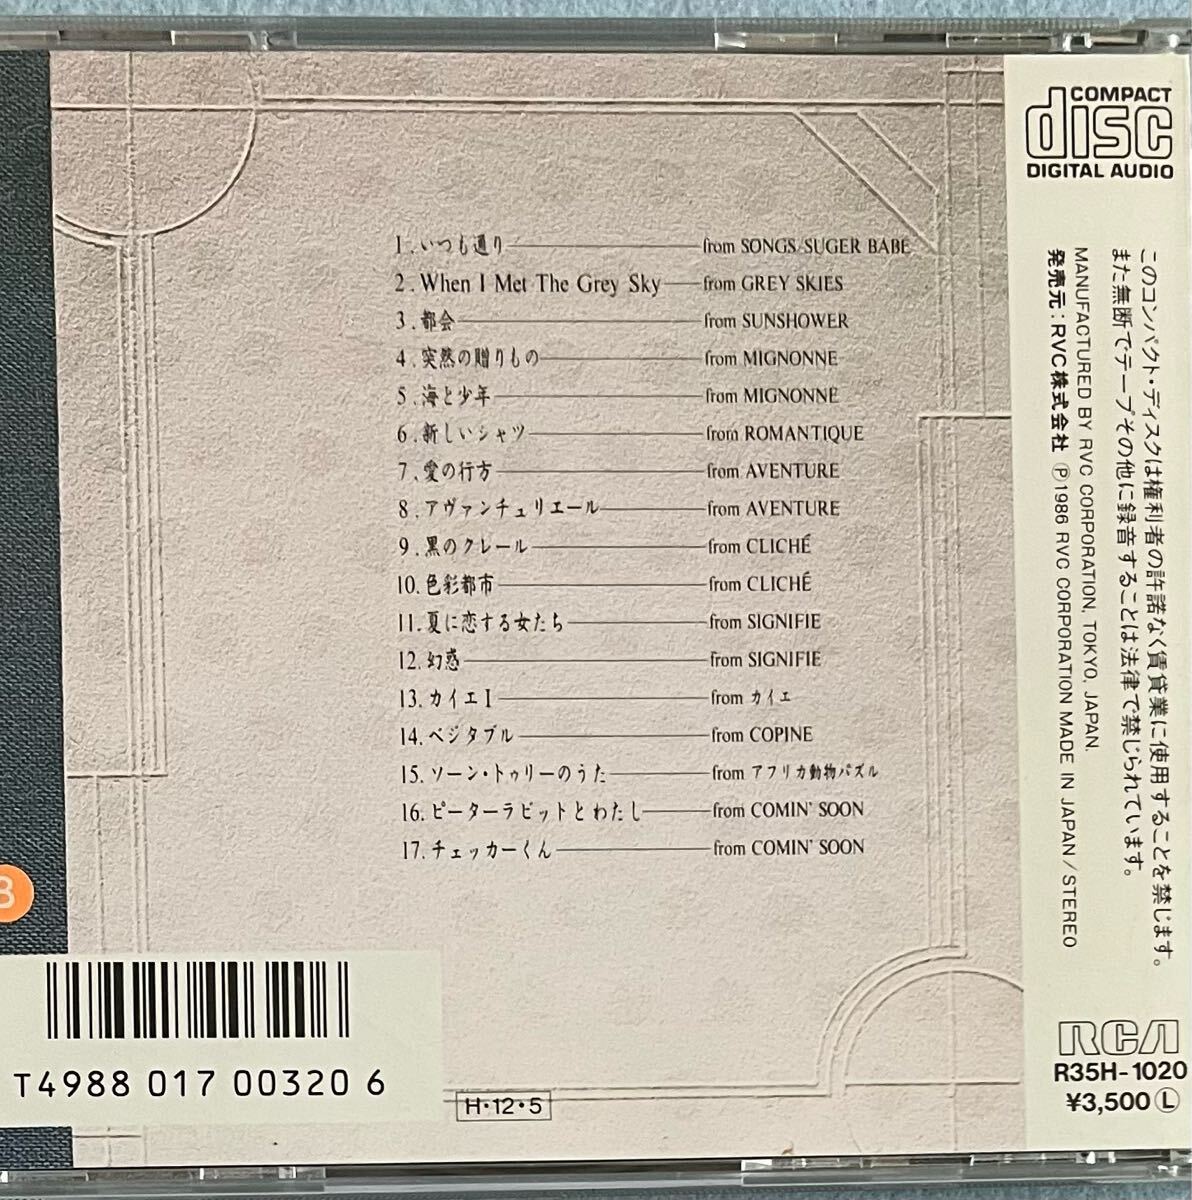 1.いつも通り from SONGS/SUGER BABE
2.When I Met The Grey Sky from GREY SKIES
3.都会 from SUNSHOWER
4.突然の贈りもの from MIGNONNE
5.海と少年 from MIGNONNE
6.新しいシャツ from ROMANTIQUE
7.愛の行方 from AVENTURE
8.アヴァンチュリエール from AVENTURE
9.黒のクレール from CLICHÉ
10.色彩都市 from CLICHÉ
11.夏に恋する女たち from SIGNIFIE
12.幻惑 from SIGNIFIE
13.カイエI from カイエ
14.ベジタブル from COPINE
15.ソーン・トゥリーのうた from アフリカ動物パズル
16.ピーターラビットとわたし from COMIN' SOON
17.チェッカーくん from COMIN' SOON
COMPACT
disc
DIGITAL AUDIO
このコンパクト・ディスクは権利者の許諾なく賃貸業に使用することを禁じます。
また無断でテープその他に録音することは法律で禁じられています。
MANUFACTURED BY RVC CORPORATION, TOKYO, JAPAN.
発売元:RVC株式会社 Ⓟ1986 RVC CORPORATION MADE IN JAPAN/STEREO
RCA
R35H-1020
¥3,500Ⓛ
T4988 017 00320 6
H・12・5